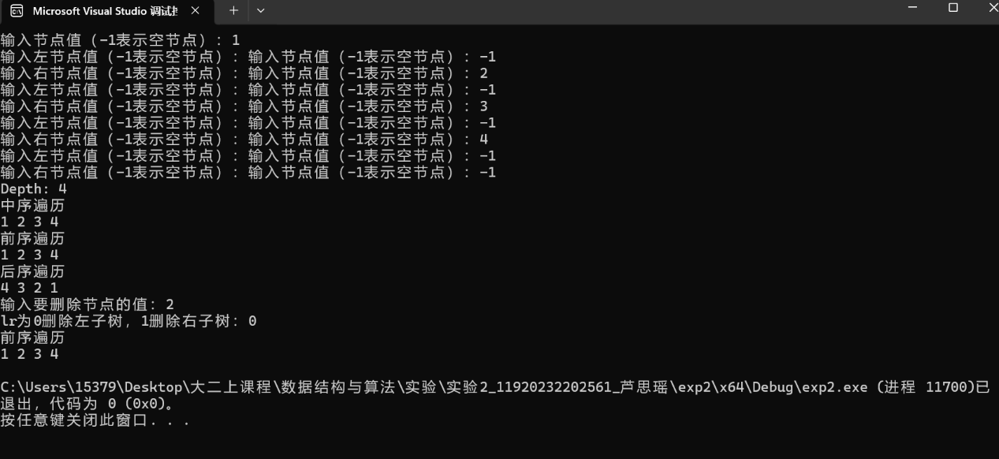 Microsoft Visual Studio 调试
输入节点值（-1表示空节点）：1
输入左节点值（-1表示空节点）：输入节点值（-1表示空节点）：-1
输入右节点值（-1表示空节点）：输入节点值（-1表示空节点）：2
输入左节点值（-1表示空节点）：输入节点值（-1表示空节点）：-1
输入右节点值（-1表示空节点）：输入节点值（-1表示空节点）：3
输入左节点值（-1表示空节点）：输入节点值（-1表示空节点）：-1
输入右节点值（-1表示空节点）：输入节点值（-1表示空节点）：4
输入左节点值（-1表示空节点）：输入节点值（-1表示空节点）：-1
输入右节点值（-1表示空节点）：输入节点值（-1表示空节点）：-1
Depth: 4
中序遍历
1 2 3 4
前序遍历
1 2 3 4
后序遍历
4 3 2 1
输入要删除节点的值：2
lr为0删除左子树，1删除右子树：0
前序遍历
1 2 3 4
C:\Users\15379\Desktop\大二上课程\数据结构与算法\实验\实验2_11920232202561_芦思瑶\exp2\x64\Debug\exp2.exe (进程 11700)已
退出，代码为 0 (0x0)。
按任意键关闭此窗口. . .